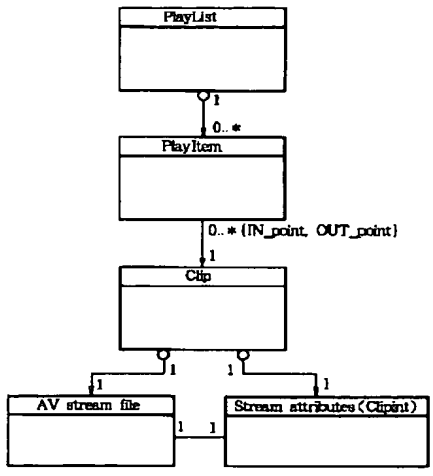 PlayList
1
0..*
PlayItem
0..* {IN_point, OUT_point}
1
Clip
1 1
1 1
AV stream file Stream attributes (Clipint)
1 1